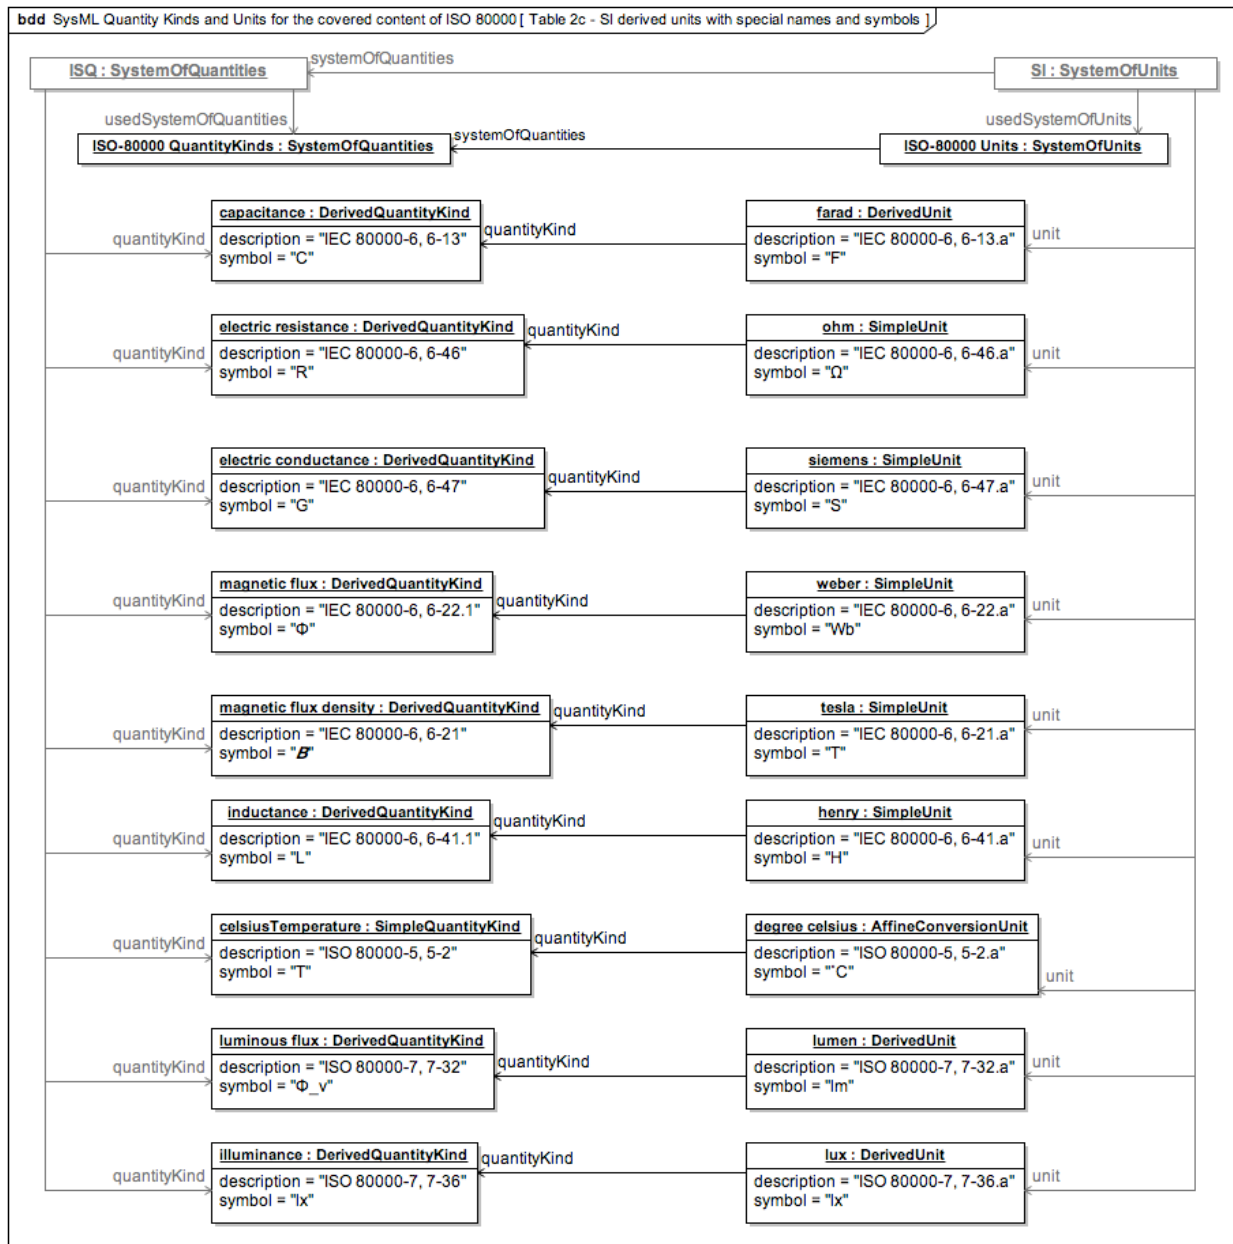 bdd SysML Quantity Kinds and Units for the covered content of ISO 80000 [ Table 2c - SI derived units with special names and symbols ]
systemOfQuantities
ISQ : SystemOfQuantities
SI : SystemOfUnits
usedSystemOfQuantities
usedSystemOfUnits
systemOfQuantities
ISO-80000 QuantityKinds : SystemOfQuantities
ISO-80000 Units : SystemOfUnits
capacitance : DerivedQuantityKind
farad : DerivedUnit
quantityKind
description = "IEC 80000-6, 6-13"
symbol = "C"
quantityKind
description = "IEC 80000-6, 6-13.a"
symbol = "F"
unit
electric resistance : DerivedQuantityKind
ohm : SimpleUnit
quantityKind
description = "IEC 80000-6, 6-46"
symbol = "R"
quantityKind
description = "IEC 80000-6, 6-46.a"
symbol = "Ω"
unit
electric conductance : DerivedQuantityKind
siemens : SimpleUnit
quantityKind
description = "IEC 80000-6, 6-47"
symbol = "G"
quantityKind
description = "IEC 80000-6, 6-47.a"
symbol = "S"
unit
magnetic flux : DerivedQuantityKind
weber : SimpleUnit
quantityKind
description = "IEC 80000-6, 6-22.1"
symbol = "Φ"
quantityKind
description = "IEC 80000-6, 6-22.a"
symbol = "Wb"
unit
magnetic flux density : DerivedQuantityKind
tesla : SimpleUnit
quantityKind
description = "IEC 80000-6, 6-21"
symbol = "B"
quantityKind
description = "IEC 80000-6, 6-21.a"
symbol = "T"
unit
inductance : DerivedQuantityKind
henry : SimpleUnit
quantityKind
description = "IEC 80000-6, 6-41.1"
symbol = "L"
quantityKind
description = "IEC 80000-6, 6-41.a"
symbol = "H"
unit
celsiusTemperature : SimpleQuantityKind
degree celsius : AffineConversionUnit
quantityKind
description = "ISO 80000-5, 5-2"
symbol = "T"
quantityKind
description = "ISO 80000-5, 5-2.a"
symbol = "˚C"
unit
luminous flux : DerivedQuantityKind
lumen : DerivedUnit
quantityKind
description = "ISO 80000-7, 7-32"
symbol = "Φ_v"
quantityKind
description = "ISO 80000-7, 7-32.a"
symbol = "lm"
unit
illuminance : DerivedQuantityKind
lux : DerivedUnit
quantityKind
description = "ISO 80000-7, 7-36"
symbol = "lx"
quantityKind
description = "ISO 80000-7, 7-36.a"
symbol = "lx"
unit